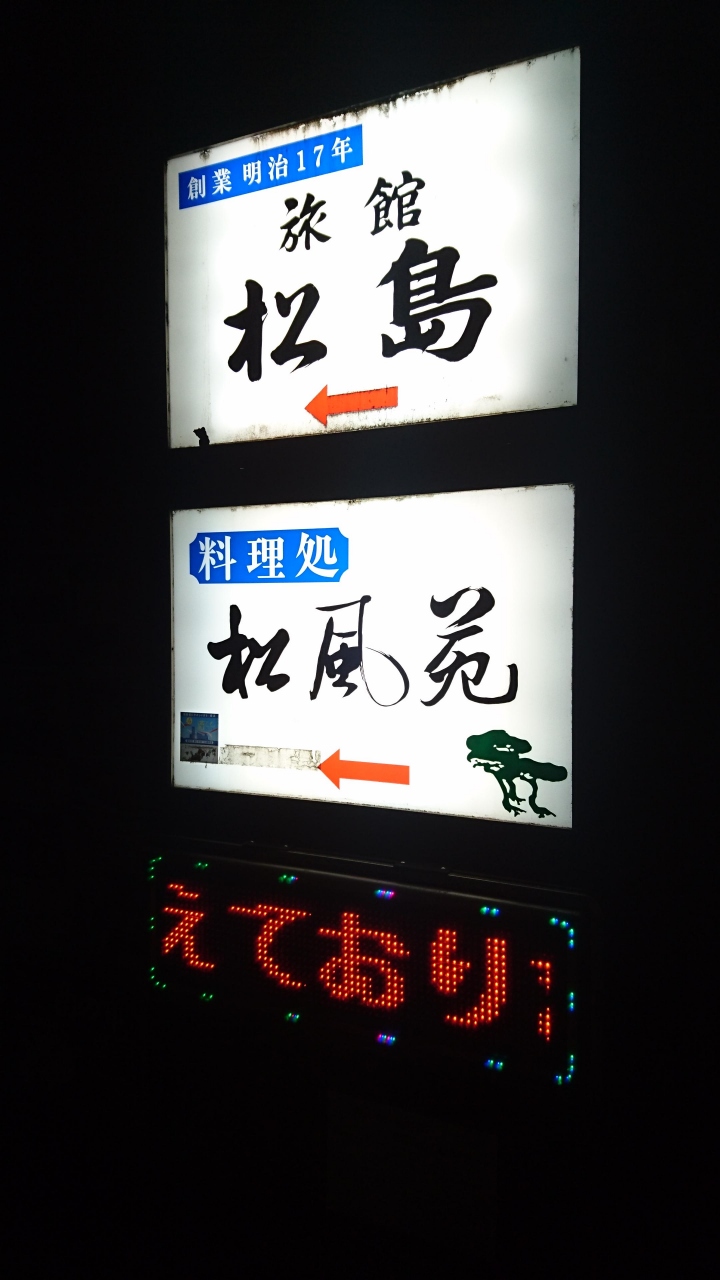 創業 明治17年
旅館
松島
料理処
松風苑
えており